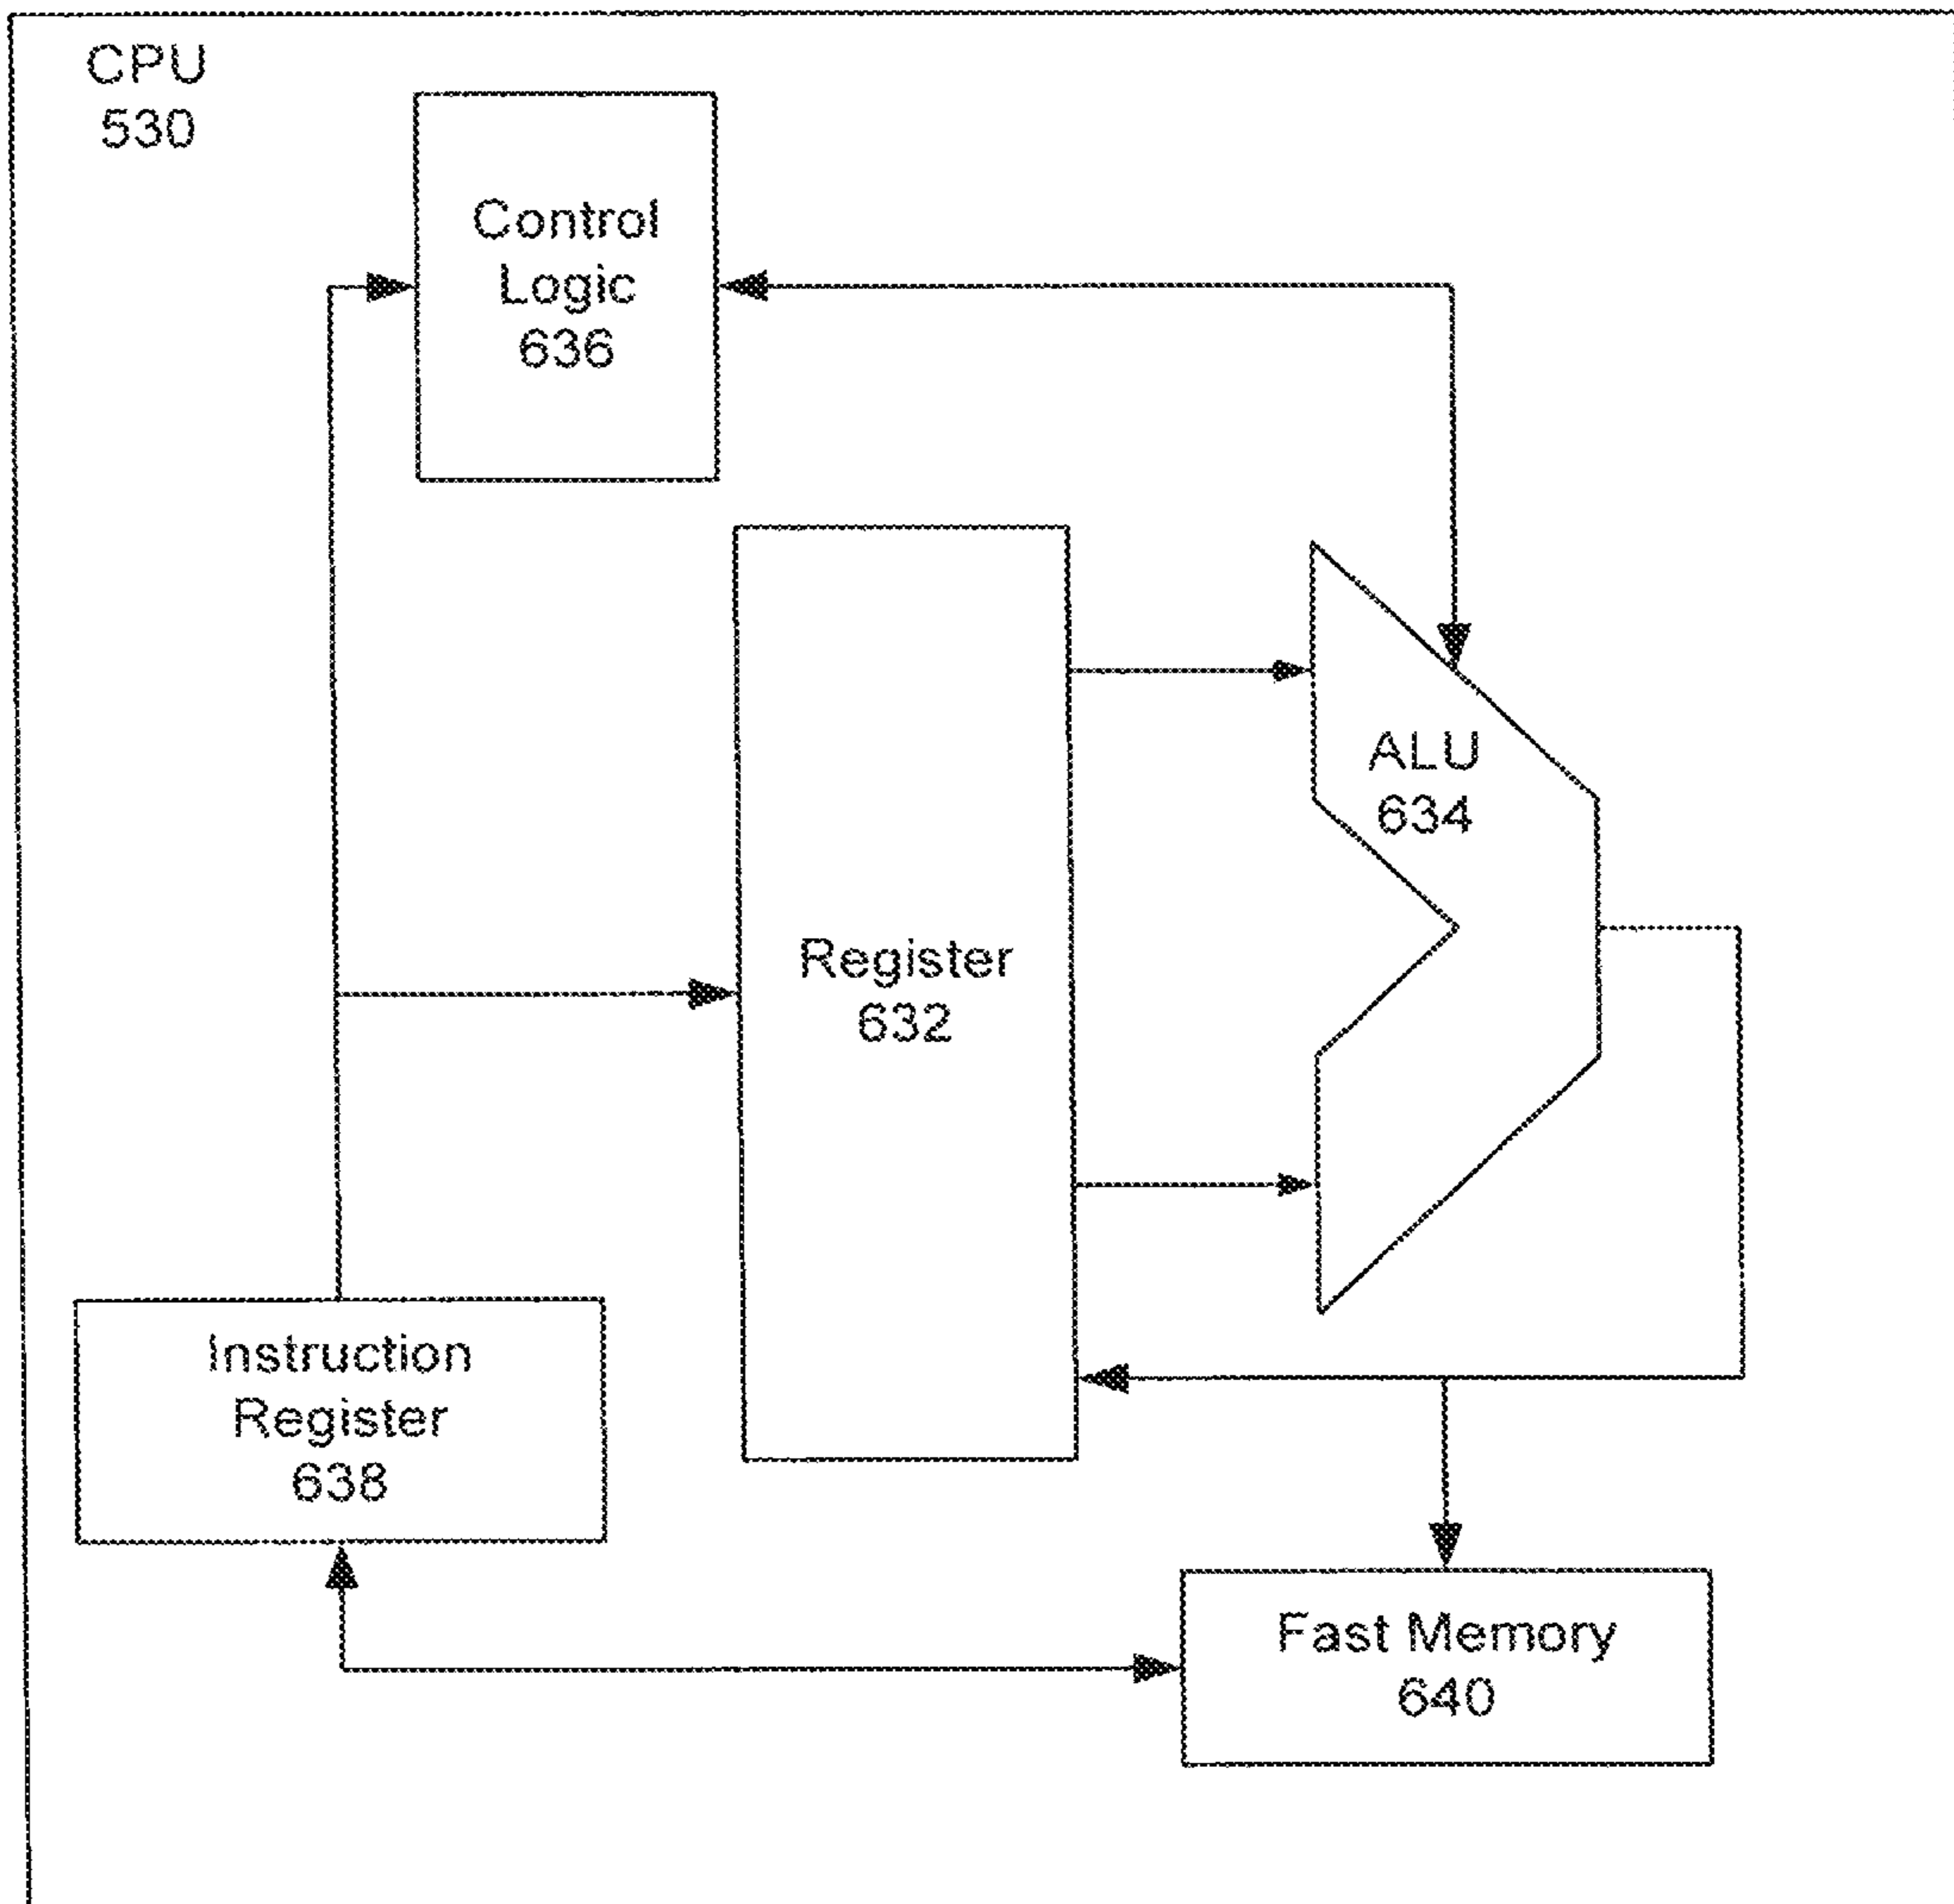 CPU
530
Control
Logic
636
ALU
634
Register
632
Instruction
Register
638
Fast Memory
640